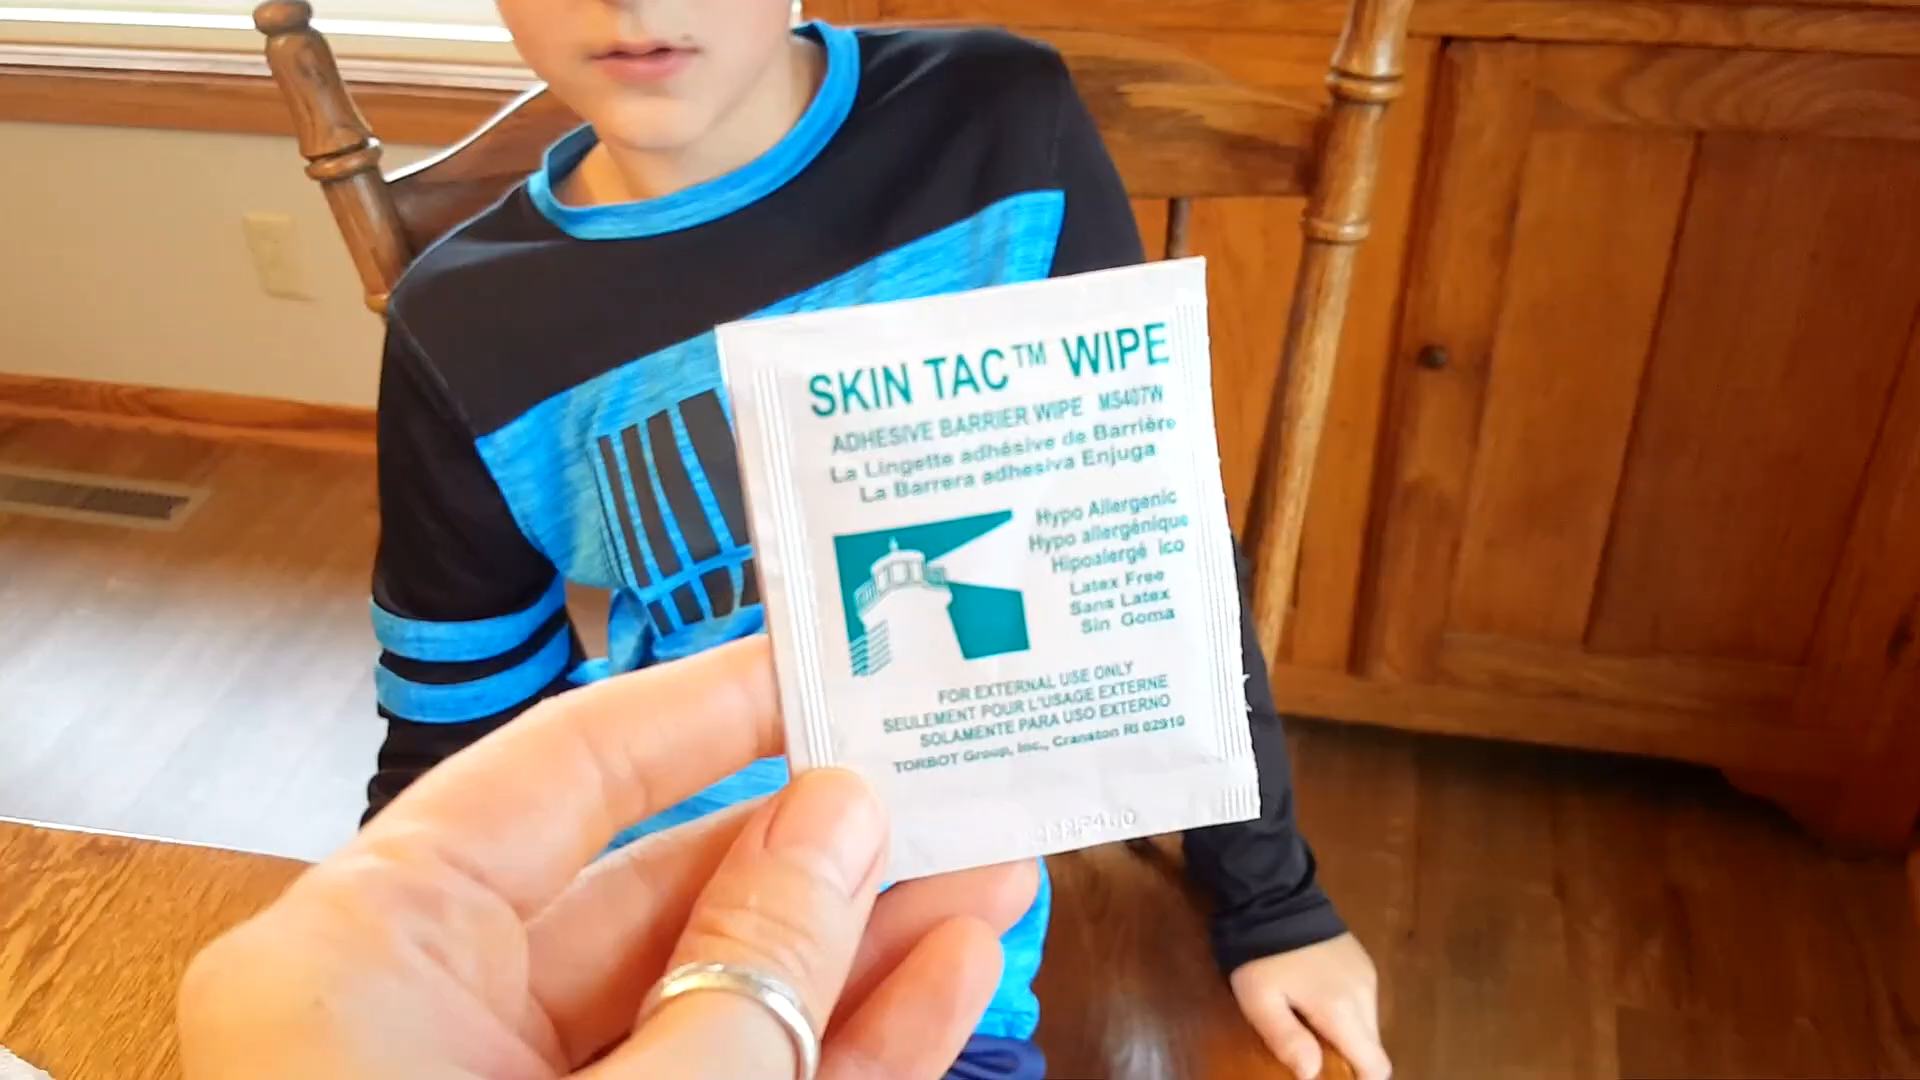 SKIN TAC™ WIPE
ADHESIVE BARRIER WIPE MS407W
La Lingette adhésive de Barrière
La Barrera adhesiva Enjuga
Hypo Allergenic
Hypo allergénique
Hipoalergé ico
Latex Free
Sans Latex
Sin Goma
FOR EXTERNAL USE ONLY
SEULEMENT POUR L'USAGE EXTERNE
SOLAMENTE PARA USO EXTERNO
TORBOT Group, Inc., Cranston RI 02910